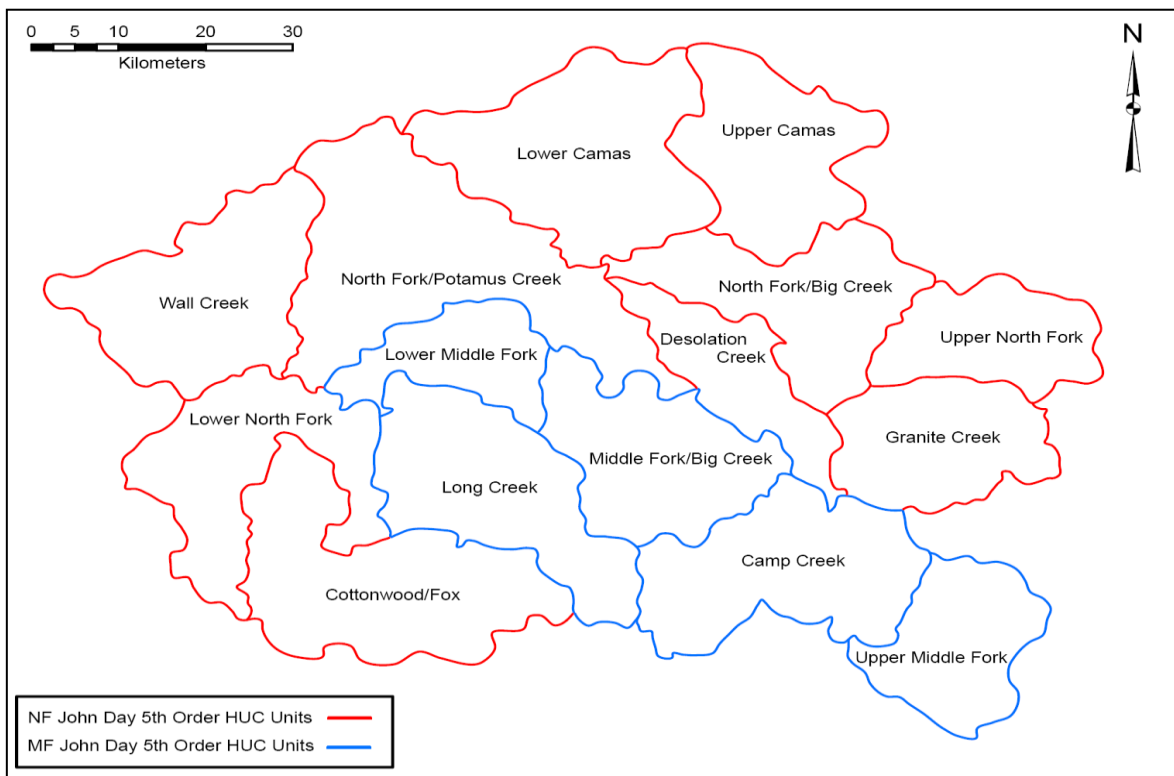 0 5 10 20 30
Kilometers
N
Upper Camas
Lower Camas
North Fork/Potamus Creek
North Fork/Big Creek
Wall Creek
Desolation
Creek
Upper North Fork
Lower Middle Fork
Lower North Fork
Granite Creek
Middle Fork/Big Creek
Long Creek
Camp Creek
Cottonwood/Fox
Upper Middle Fork
NF John Day 5th Order HUC Units
MF John Day 5th Order HUC Units